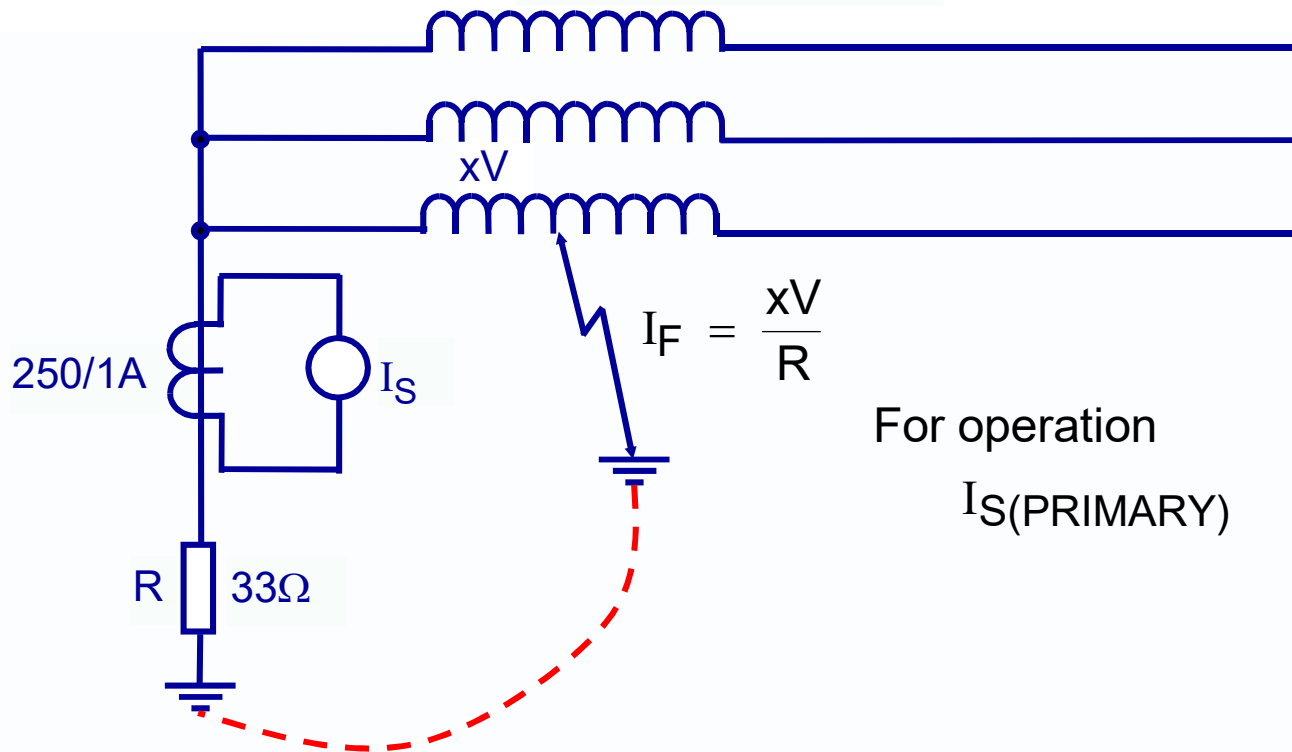 xV
250/1A
IS
IF = xV/R
For operation
IS(PRIMARY)
R 33Ω